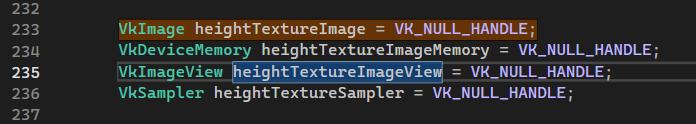 232
233 VkImage heightTextureImage = VK_NULL_HANDLE;
234 VkDeviceMemory heightTextureImageMemory = VK_NULL_HANDLE;
235 VkImageView heightTextureImageView = VK_NULL_HANDLE;
236 VkSampler heightTextureSampler = VK_NULL_HANDLE;
237